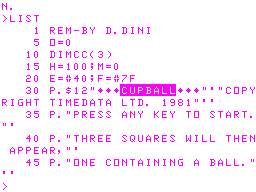 N.
>LIST
1 REM-BY D.DINI
5 O=0
10 DIMCC(3)
15 H=100;M=0
20 E=#40;F=#7F
30 P.$12"♦♦♦CUPBALL♦♦♦"'"COPY
RIGHT TIMEDATA LTD. 1981"''
35 P."PRESS ANY KEY TO START.
"'
40 P."THREE SQUARES WILL THEN
APPEAR;"''
45 P."ONE CONTAINING A BALL."
''
>